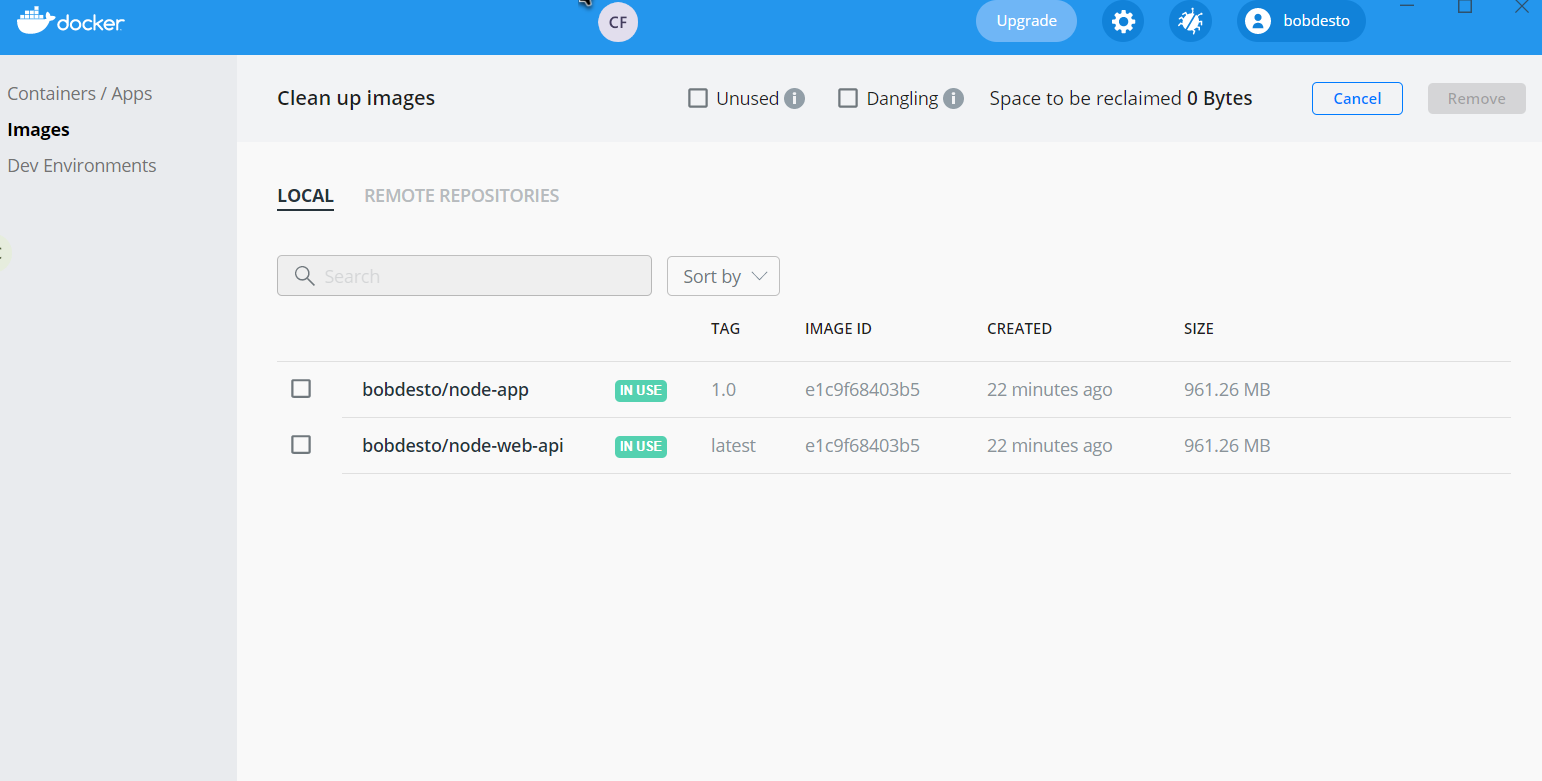 docker
CF
Upgrade
bobdesto
Containers / Apps
Images
Dev Environments
Clean up images
Unused
Dangling
Space to be reclaimed 0 Bytes
Cancel
Remove
LOCAL
REMOTE REPOSITORIES
Search
Sort by
TAG IMAGE ID CREATED SIZE
bobdesto/node-app IN USE 1.0 e1c9f68403b5 22 minutes ago 961.26 MB
bobdesto/node-web-api IN USE latest e1c9f68403b5 22 minutes ago 961.26 MB